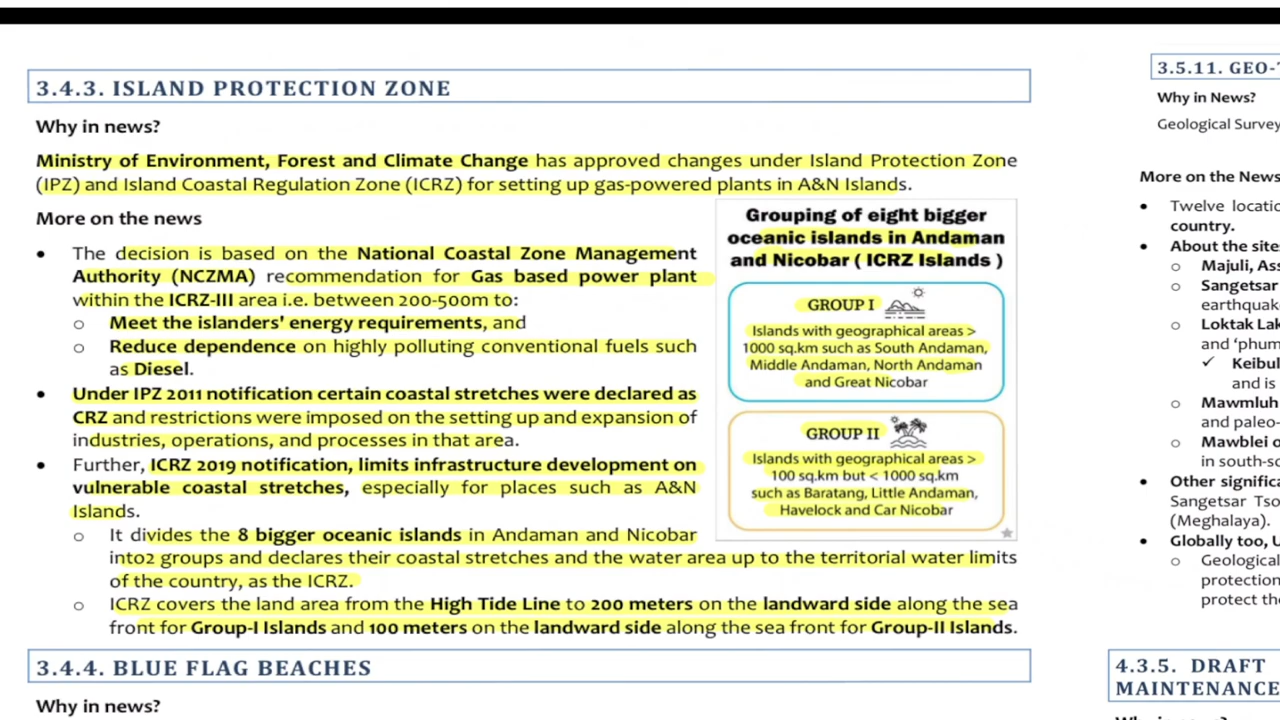 3.4.3. ISLAND PROTECTION ZONE
Why in news?
Ministry of Environment, Forest and Climate Change has approved changes under Island Protection Zone
(IPZ) and Island Coastal Regulation Zone (ICRZ) for setting up gas-powered plants in A&N Islands.
More on the news
• The decision is based on the National Coastal Zone Management
Authority (NCZMA) recommendation for Gas based power plant
within the ICRZ-III area i.e. between 200-500m to:
o Meet the islanders' energy requirements, and
o Reduce dependence on highly polluting conventional fuels such
as Diesel.
• Under IPZ 2011 notification certain coastal stretches were declared as
CRZ and restrictions were imposed on the setting up and expansion of
industries, operations, and processes in that area.
• Further, ICRZ 2019 notification, limits infrastructure development on
vulnerable coastal stretches, especially for places such as A&N
Islands.
o It divides the 8 bigger oceanic islands in Andaman and Nicobar
into2 groups and declares their coastal stretches and the water area up to the territorial water limits
of the country, as the ICRZ.
o ICRZ covers the land area from the High Tide Line to 200 meters on the landward side along the sea
front for Group-I Islands and 100 meters on the landward side along the sea front for Group-II Islands.
Grouping of eight bigger
oceanic islands in Andaman
and Nicobar ( ICRZ Islands )
GROUP I
Islands with geographical areas >
1000 sq.km such as South Andaman,
Middle Andaman, North Andaman
and Great Nicobar
GROUP II
Islands with geographical areas >
100 sq.km but < 1000 sq.km
such as Baratang, Little Andaman,
Havelock and Car Nicobar
3.4.4. BLUE FLAG BEACHES
Why in news?
3.5.11. GEO-
Why in News?
Geological Survey
More on the News
• Twelve locatio
country.
• About the site
o Majuli, Ass
o Sangetsar
earthquak
o Loktak Lak
and 'phum
✓ Keibul
and is
o Mawmluh
and paleo-
o Mawblei o
in south-so
• Other significa
Sangetsar Tso
(Meghalaya).
• Globally too, U
o Geological
protection
protect the
4.3.5. DRAFT
MAINTENANCE